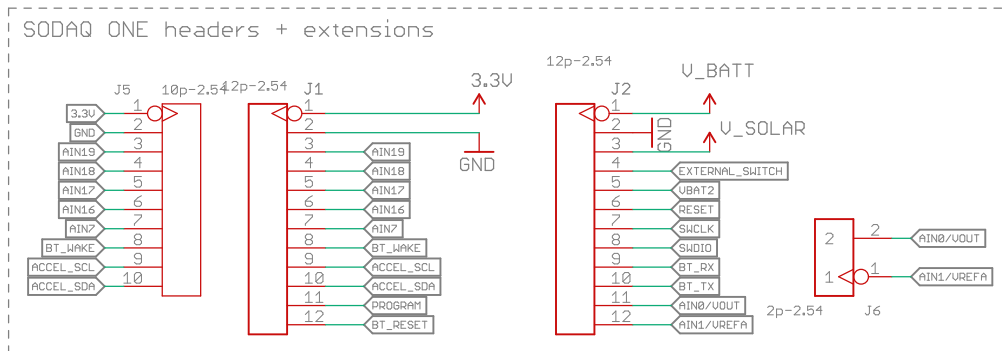 SODAQ ONE headers + extensions
J5
10p-2.54
1 3.3V
2 GND
3 AIN19
4 AIN18
5 AIN17
6 AIN16
7 AIN7
8 BT_WAKE
9 ACCEL_SCL
10 ACCEL_SDA
12p-2.54
J1
1 3.3V
2 GND
3 AIN19
4 AIN18
5 AIN17
6 AIN16
7 AIN7
8 BT_WAKE
9 ACCEL_SCL
10 ACCEL_SDA
11 PROGRAM
12 BT_RESET
12p-2.54
J2
1 V_BATT
2 GND
3 V_SOLAR
4 EXTERNAL_SWITCH
5 VBAT2
6 RESET
7 SWCLK
8 SWDIO
9 BT_RX
10 BT_TX
11 AIN0/VOUT
12 AIN1/VREFA
2 2 AIN0/VOUT
1 1 AIN1/VREFA
2p-2.54
J6